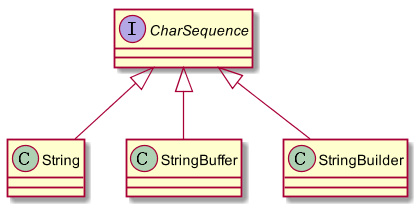 I CharSequence
C String
C StringBuffer
C StringBuilder